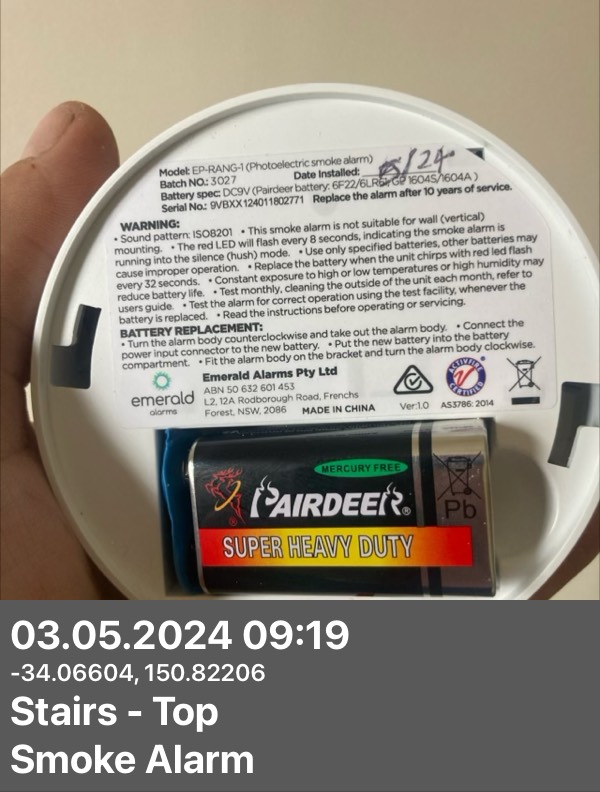 Model: EP-RANG-1 (Photoelectric smoke alarm)
Batch NO.: 3027 Date Installed: 5/24
Battery spec: DC9V (Pairdeer battery: 6F22/6LR61; GP 1604S/1604A )
Serial No.: 9VBXX124011802771 Replace the alarm after 10 years of service.
WARNING:
• Sound pattern: ISO8201 • This smoke alarm is not suitable for wall (vertical)
mounting. • The red LED will flash every 8 seconds, indicating the smoke alarm is
running into the silence (hush) mode. • Use only specified batteries, other batteries may
cause improper operation. • Replace the battery when the unit chirps with red led flash
every 32 seconds. • Constant exposure to high or low temperatures or high humidity may
reduce battery life. • Test monthly, cleaning the outside of the unit each month, refer to
users guide. • Test the alarm for correct operation using the test facility, whenever the
battery is replaced. • Read the instructions before operating or servicing.
BATTERY REPLACEMENT:
• Turn the alarm body counterclockwise and take out the alarm body. • Connect the
power input connector to the new battery. • Put the new battery into the battery
compartment. • Fit the alarm body on the bracket and turn the alarm body clockwise.
emerald
alarms
Emerald Alarms Pty Ltd
ABN 50 632 601 453
L2, 12A Rodborough Road, Frenchs
Forest, NSW, 2086 MADE IN CHINA
Ver:1.0
ACTIVFIRE
CERTIFIED
AS3786: 2014
MERCURY FREE
PAIRDEER®
SUPER HEAVY DUTY
Pb
03.05.2024 09:19
-34.06604, 150.82206
Stairs - Top
Smoke Alarm